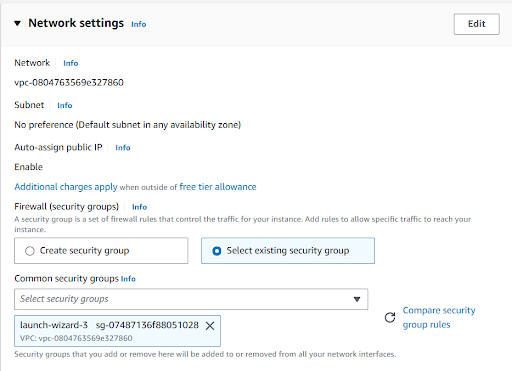 Network settings Info
Edit
Network Info
vpc-0804763569e327860
Subnet Info
No preference (Default subnet in any availability zone)
Auto-assign public IP Info
Enable
Additional charges apply when outside of free tier allowance
Firewall (security groups) Info
A security group is a set of firewall rules that control the traffic for your instance. Add rules to allow specific traffic to reach your
instance.
Create security group
Select existing security group
Common security groups Info
Select security groups
launch-wizard-3 sg-07487136f88051028
VPC: vpc-0804763569e327860
Compare security
group rules
Security groups that you add or remove here will be added to or removed from all your network interfaces.